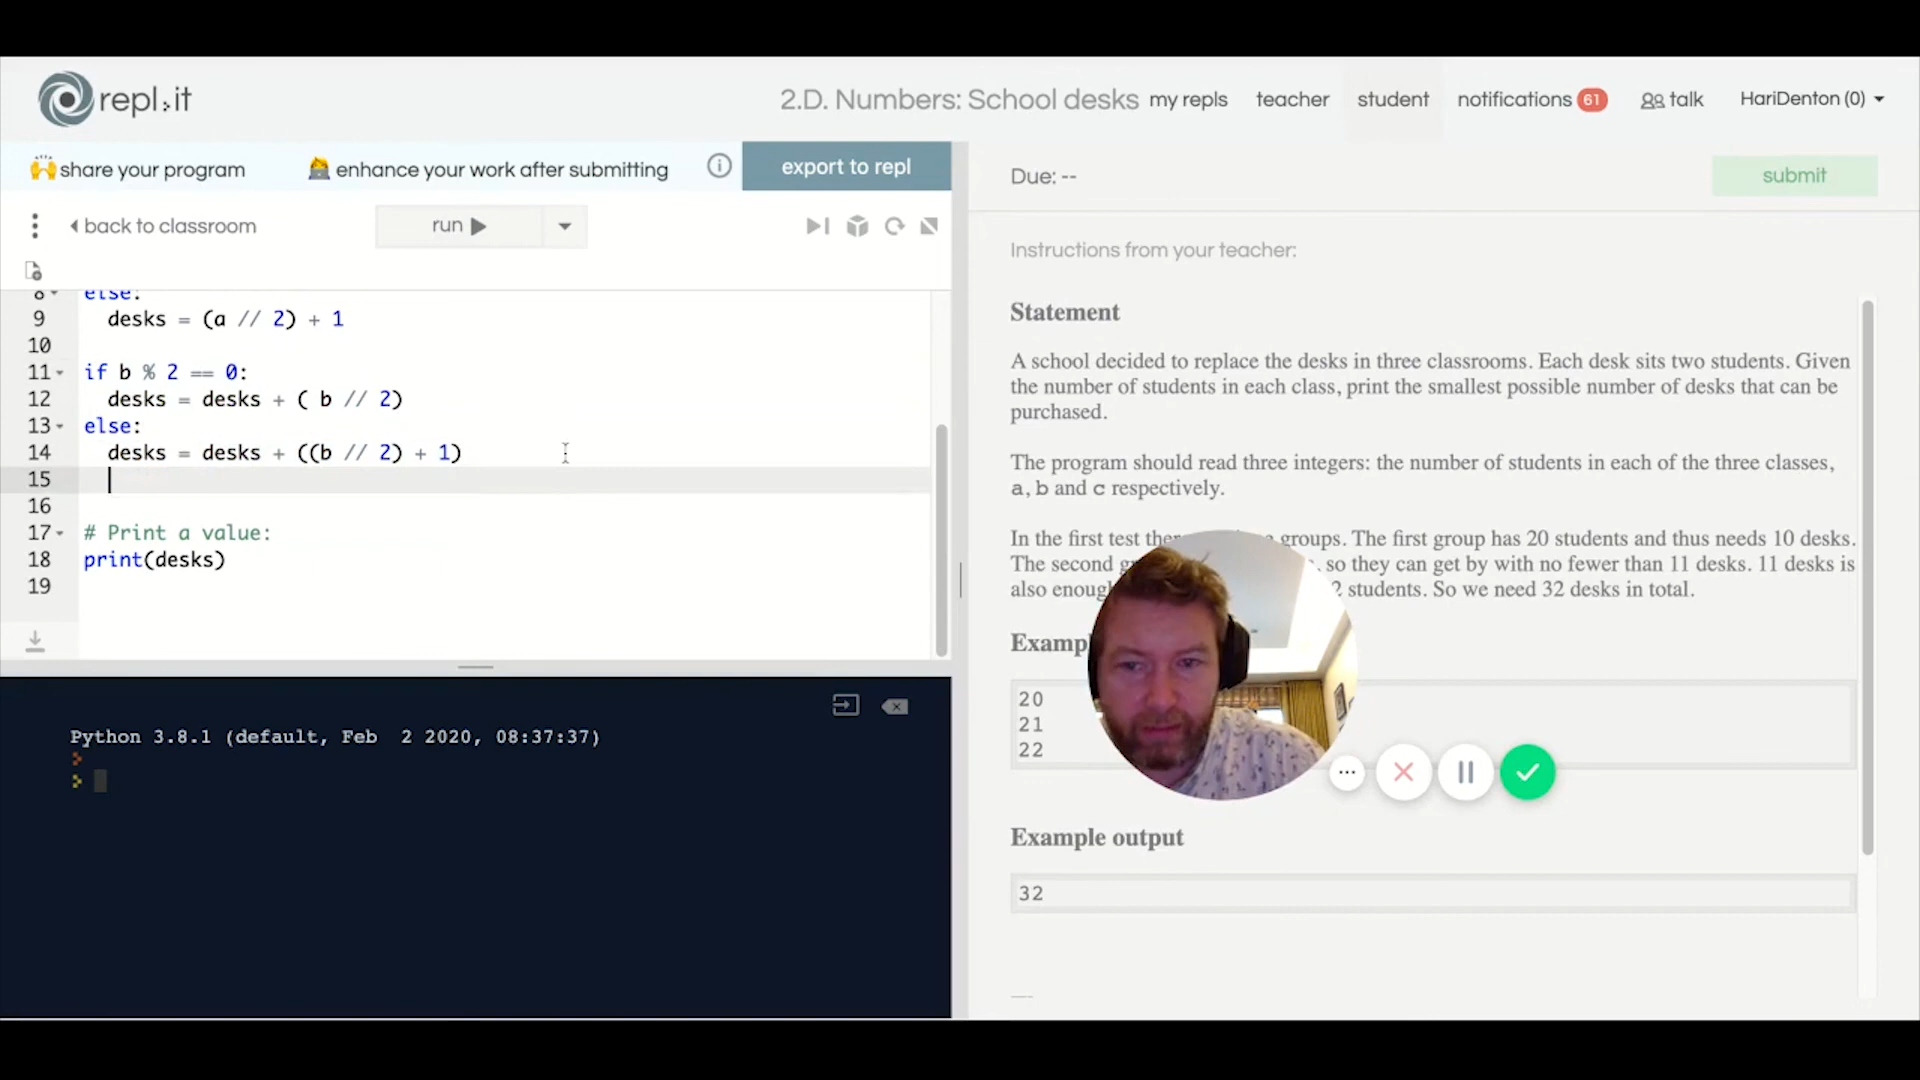 repl.it
2.D. Numbers: School desks
my repls
teacher
student
notifications 61
talk
HariDenton (0)
🙌 share your program
enhance your work after submitting
export to repl
back to classroom
run
8 else:
9 desks = (a // 2) + 1
10
11 if b % 2 == 0:
12 desks = desks + ( b // 2)
13 else:
14 desks = desks + ((b // 2) + 1)
15
16
17 # Print a value:
18 print(desks)
19
Python 3.8.1 (default, Feb  2 2020, 08:37:37)
Due: --
submit
Instructions from your teacher:
Statement
A school decided to replace the desks in three classrooms. Each desk sits two students. Given
the number of students in each class, print the smallest possible number of desks that can be
purchased.
The program should read three integers: the number of students in each of the three classes,
a, b and c respectively.
In the first test groups. The first group has 20 students and thus needs 10 desks.
The second so they can get by with no fewer than 11 desks. 11 desks is
also 2 students. So we need 32 desks in total.
20
21
22
Example output
32